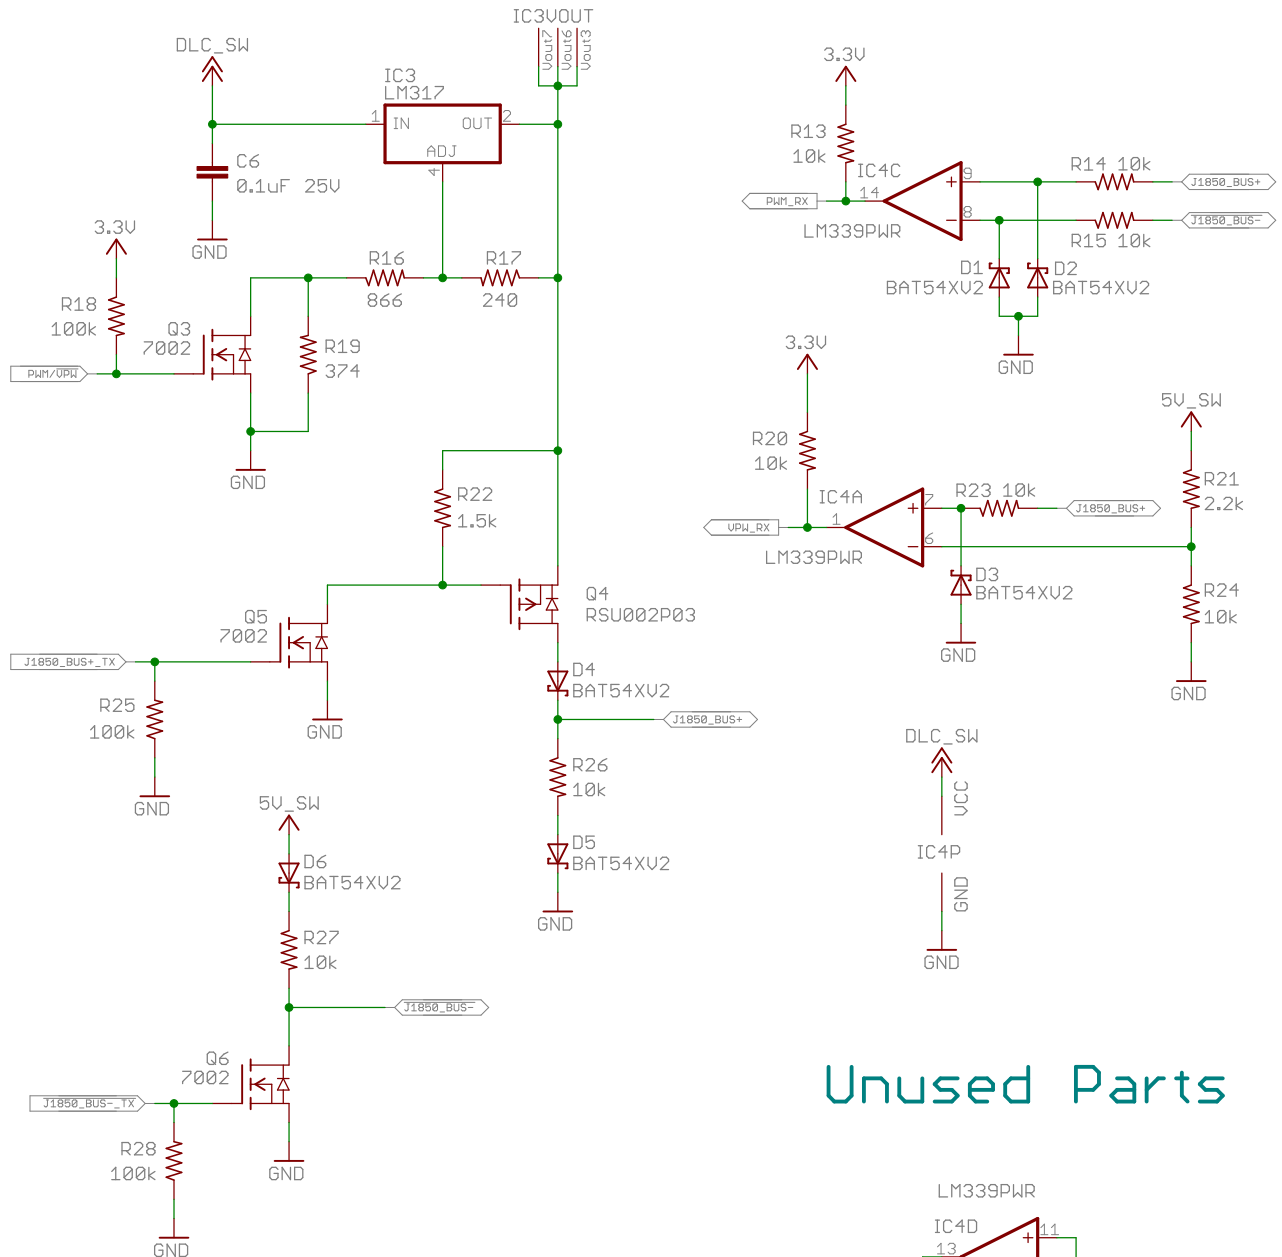 IC3VOUT
Vout7
Vout6
Vout3
DLC_SW
IC3
LM317
1
IN
OUT
2
ADJ
4
C6
0.1uF 25V
GND
3.3V
R18
100k
Q3
7002
PWM/VPW
R16
866
R17
240
R19
374
GND
R22
1.5k
Q4
RSU002P03
Q5
7002
J1850_BUS+_TX
R25
100k
GND
GND
D4
BAT54XV2
J1850_BUS+
R26
10k
D5
BAT54XV2
GND
5V_SW
D6
BAT54XV2
R27
10k
J1850_BUS-
Q6
7002
J1850_BUS-_TX
R28
100k
GND
GND
3.3V
R13
10k
IC4C
14
PWM_RX
LM339PWR
+
-
9
8
R14 10k
J1850_BUS+
J1850_BUS-
R15 10k
D1
BAT54XV2
D2
BAT54XV2
GND
3.3V
R20
10k
IC4A
1
VPW_RX
LM339PWR
+
-
7
6
R23 10k
J1850_BUS+
D3
BAT54XV2
GND
5V_SW
R21
2.2k
R24
10k
GND
DLC_SW
VCC
IC4P
GND
GND
Unused Parts
LM339PWR
IC4D
13
+
11